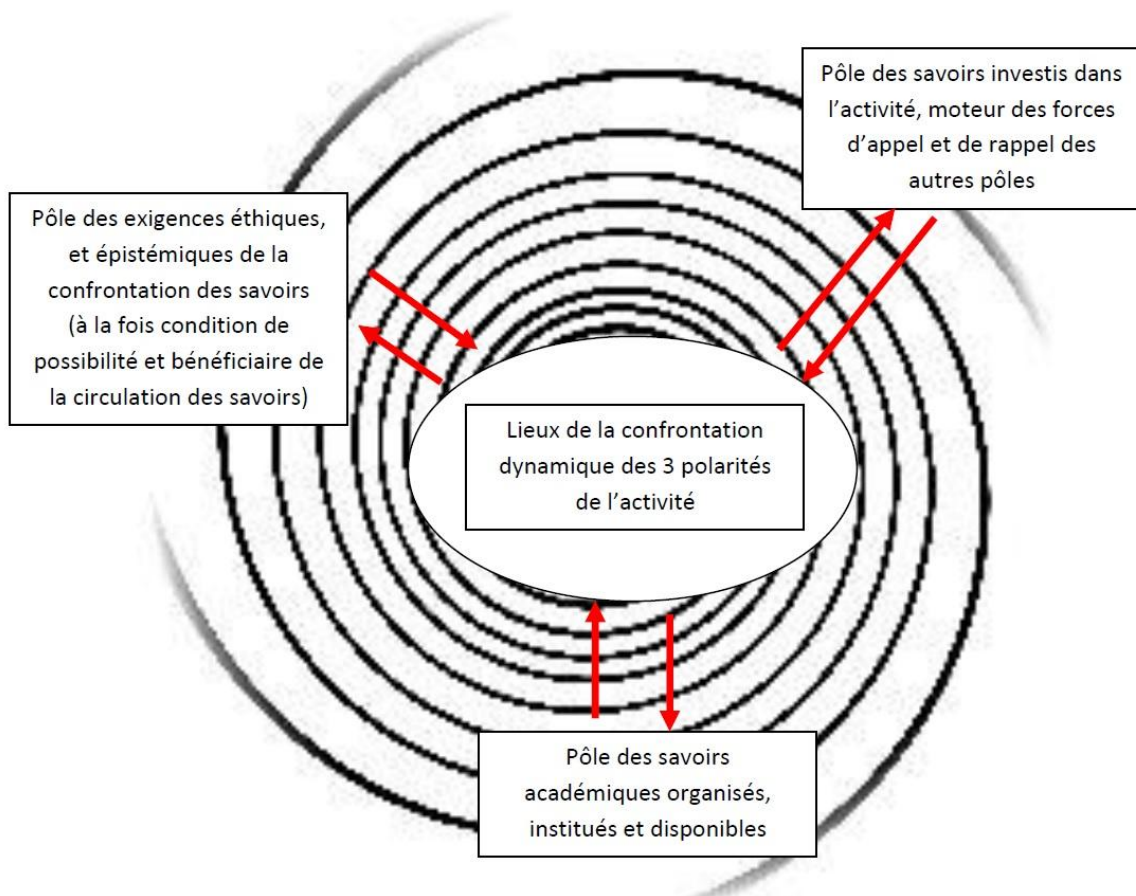 Pôle des savoirs investis dans
l’activité, moteur des forces
d’appel et de rappel des
autres pôles
Pôle des exigences éthiques,
et épistémiques de la
confrontation des savoirs
(à la fois condition de
possibilité et bénéficiaire de
la circulation des savoirs)
Lieux de la confrontation
dynamique des 3 polarités
de l’activité
Pôle des savoirs
académiques organisés,
institués et disponibles